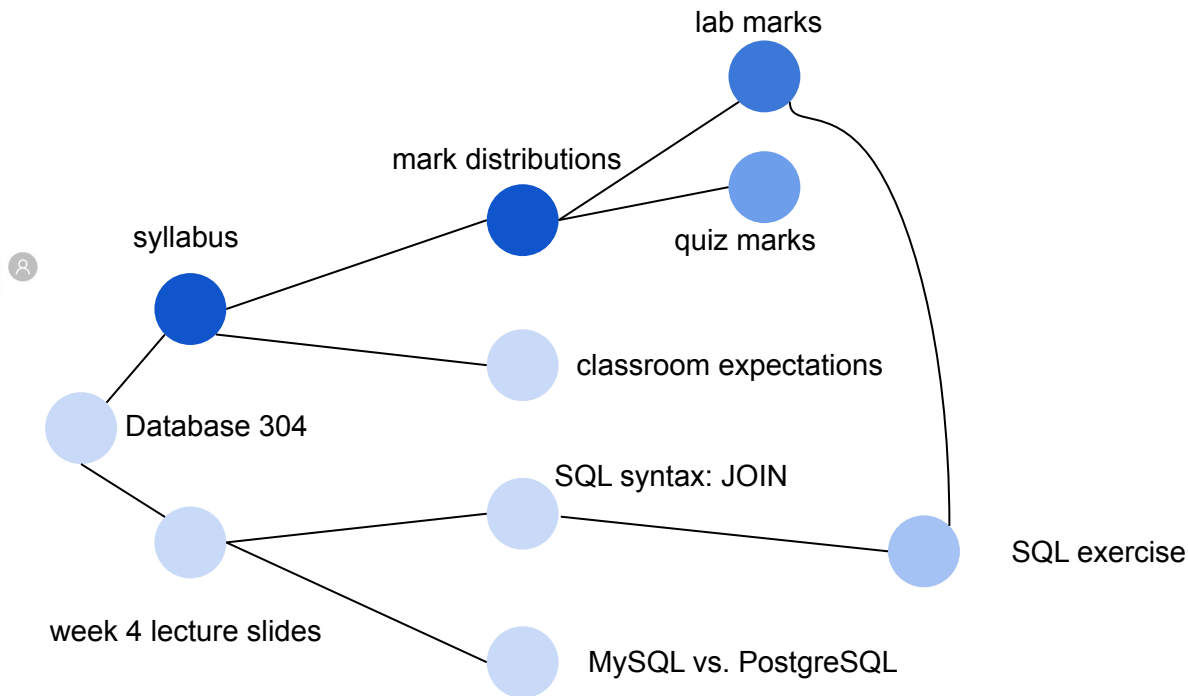 lab marks
mark distributions
quiz marks
syllabus
classroom expectations
Database 304
SQL syntax: JOIN
SQL exercise
week 4 lecture slides
MySQL vs. PostgreSQL